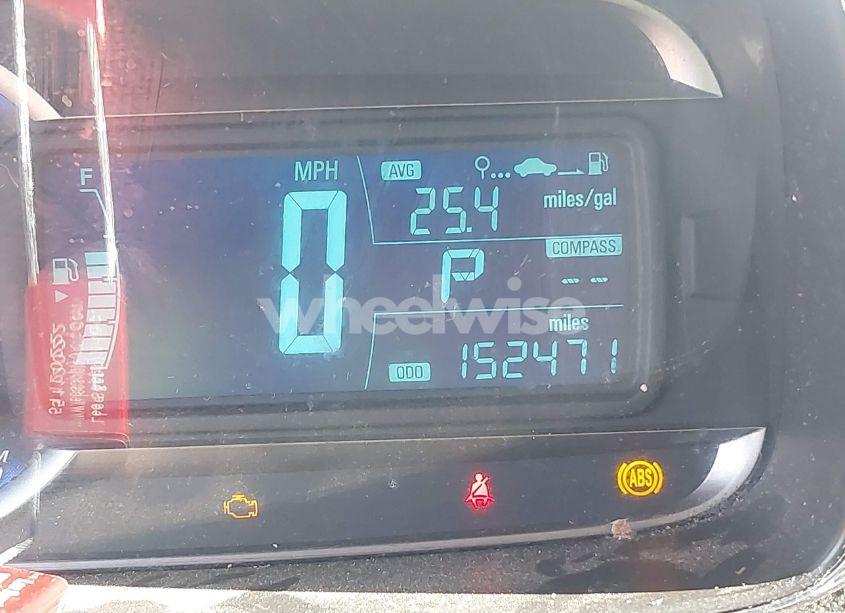 F
MPH
AVG
25.4 miles/gal
COMPASS
0
P
-- --
miles
ODO 152471
wheelwise
ABS